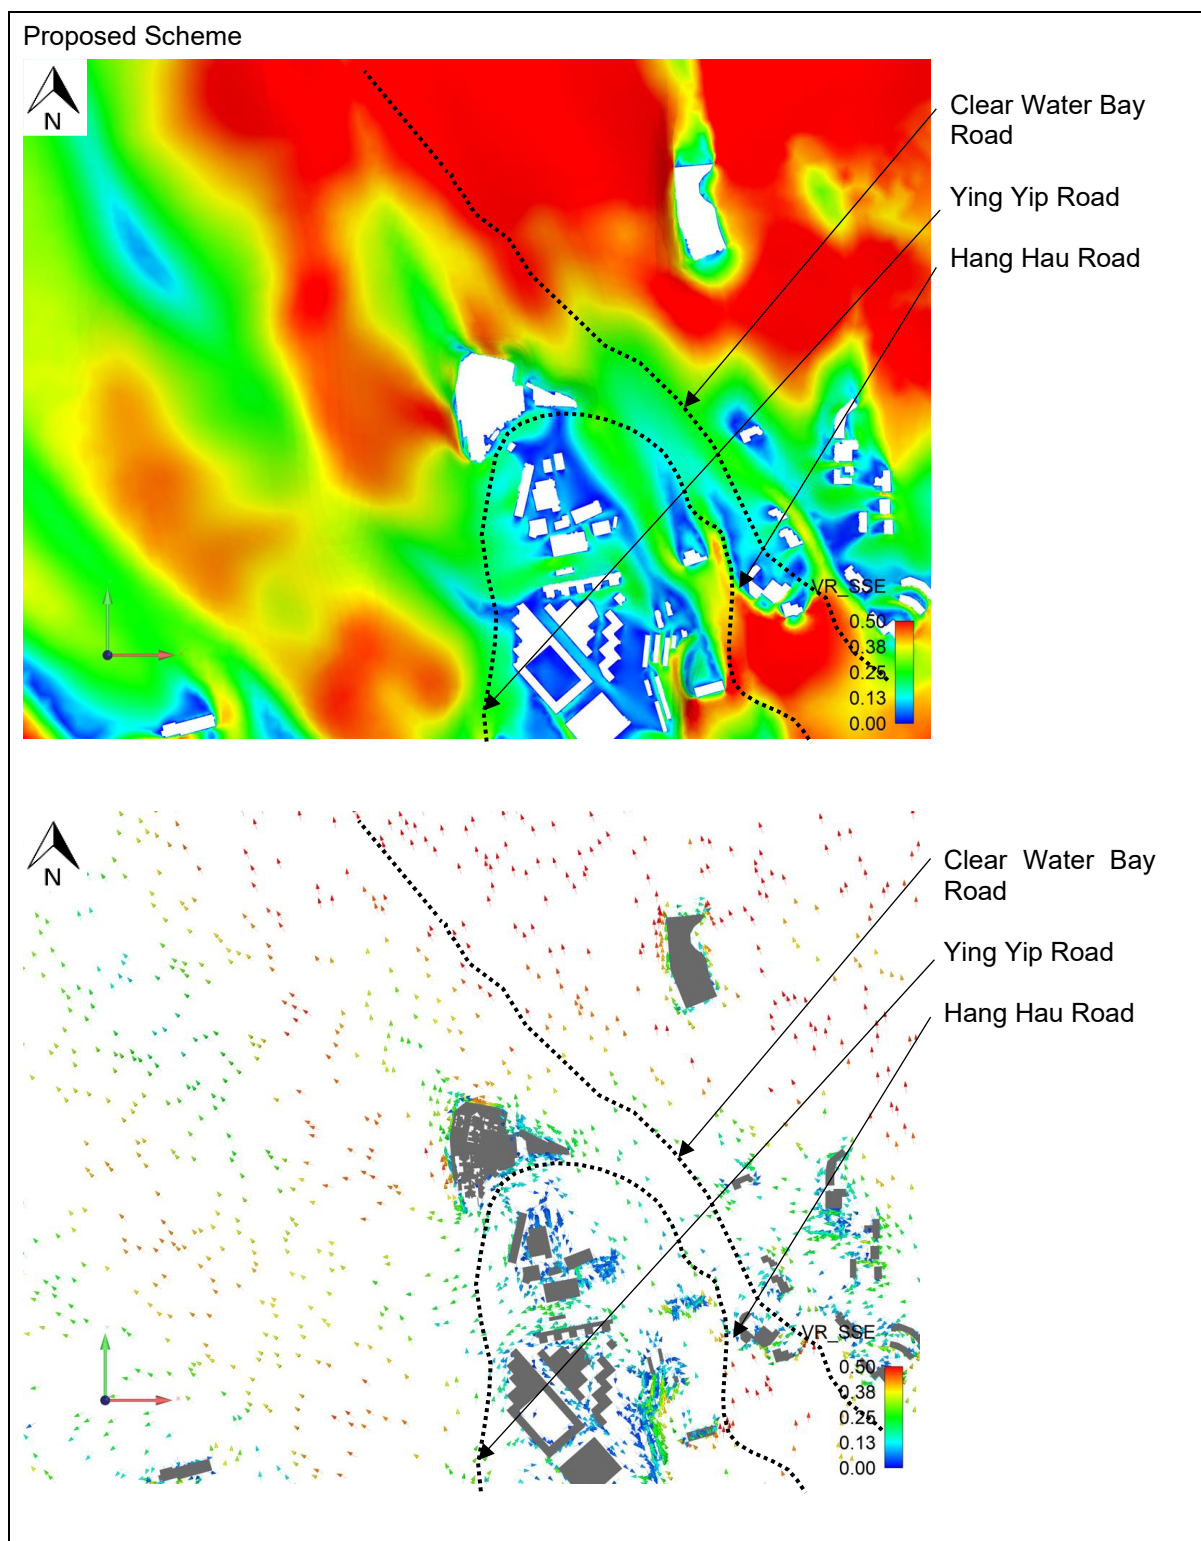 Proposed Scheme
N
Clear Water Bay
Road
Ying Yip Road
Hang Hau Road
VR_SSE
0.50
0.38
0.25
0.13
0.00
N
Clear Water Bay
Road
Ying Yip Road
Hang Hau Road
VR_SSE
0.50
0.38
0.25
0.13
0.00